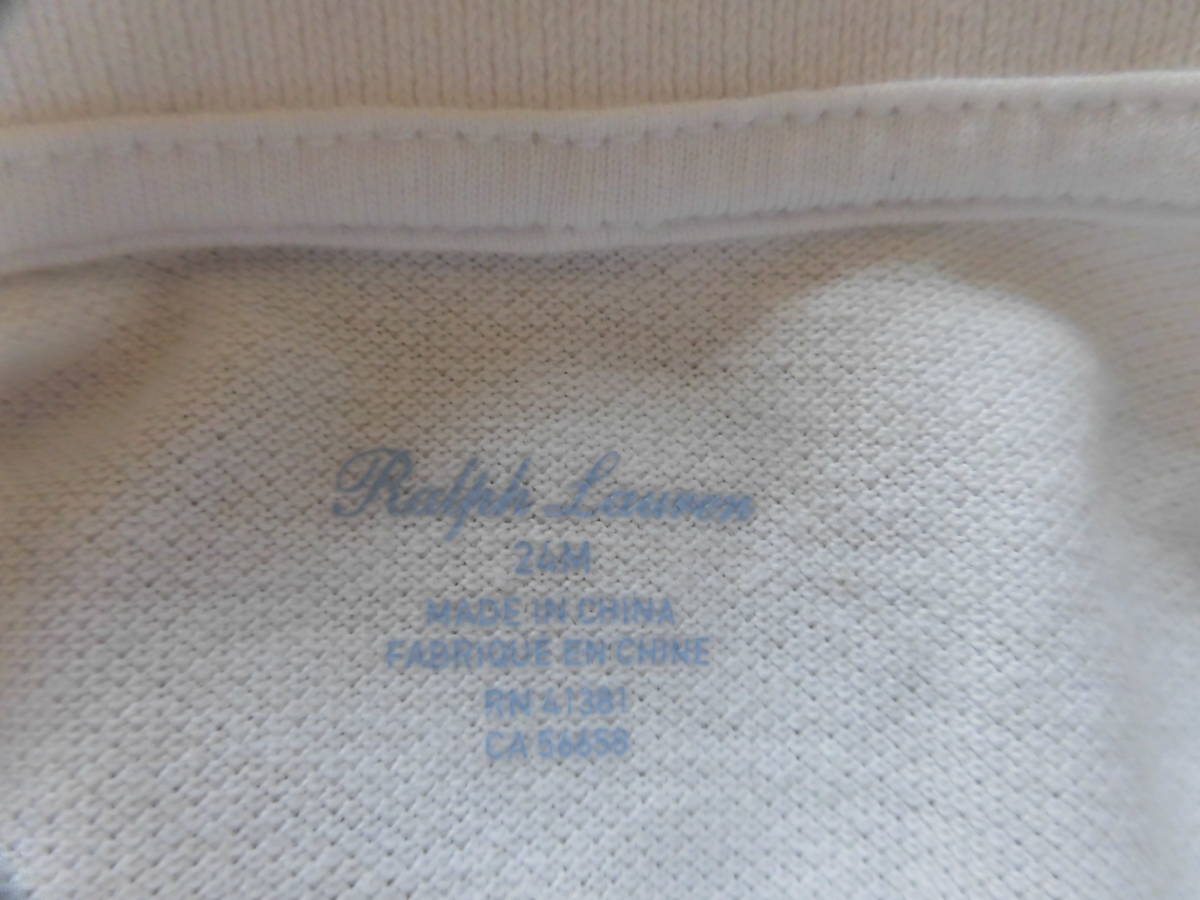 Ralph Lauren
24M
MADE IN CHINA
FABRIQUE EN CHINE
RN 41381
CA 56658